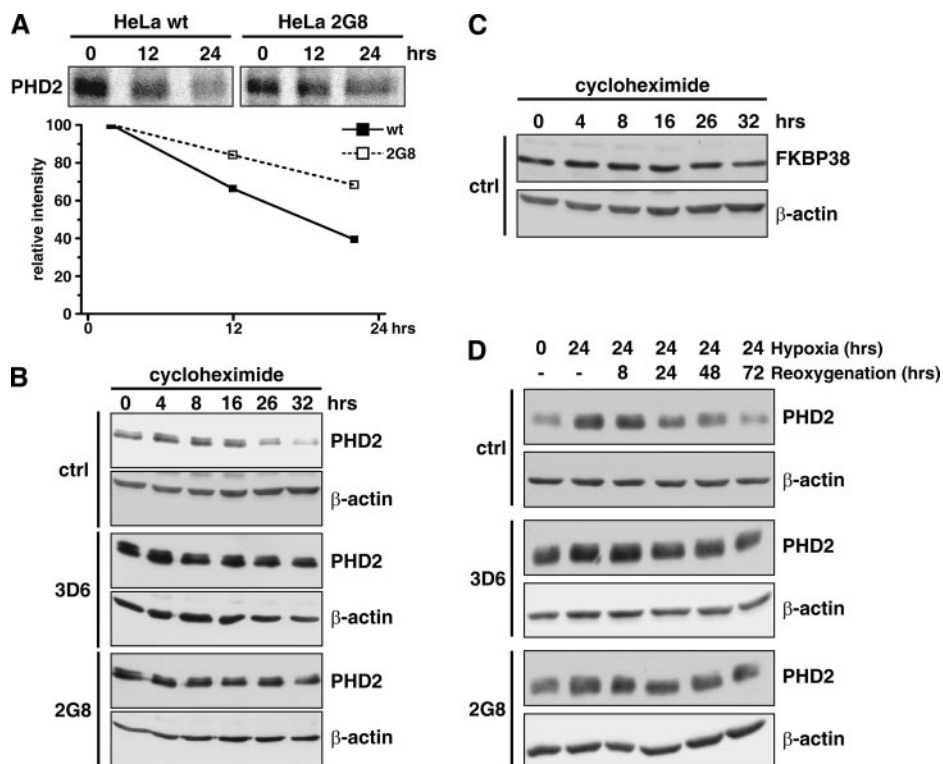 A
HeLa wt HeLa 2G8
0 12 24 0 12 24 hrs
PHD2
100
80
60
40
20
0
relative intensity
wt
2G8
0 12 24 hrs
B
cycloheximide
0 4 8 16 26 32 hrs
ctrl
PHD2
β-actin
3D6
PHD2
β-actin
2G8
PHD2
β-actin
C
cycloheximide
0 4 8 16 26 32 hrs
ctrl
FKBP38
β-actin
D
0 24 24 24 24 24 Hypoxia (hrs)
- - 8 24 48 72 Reoxygenation (hrs)
ctrl
PHD2
β-actin
3D6
PHD2
β-actin
2G8
PHD2
β-actin